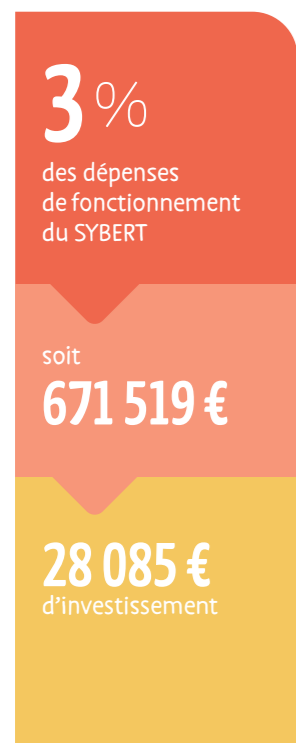 3 %
des dépenses
de fonctionnement
du SYBERT
soit
671 519 €
28 085 €
d'investissement